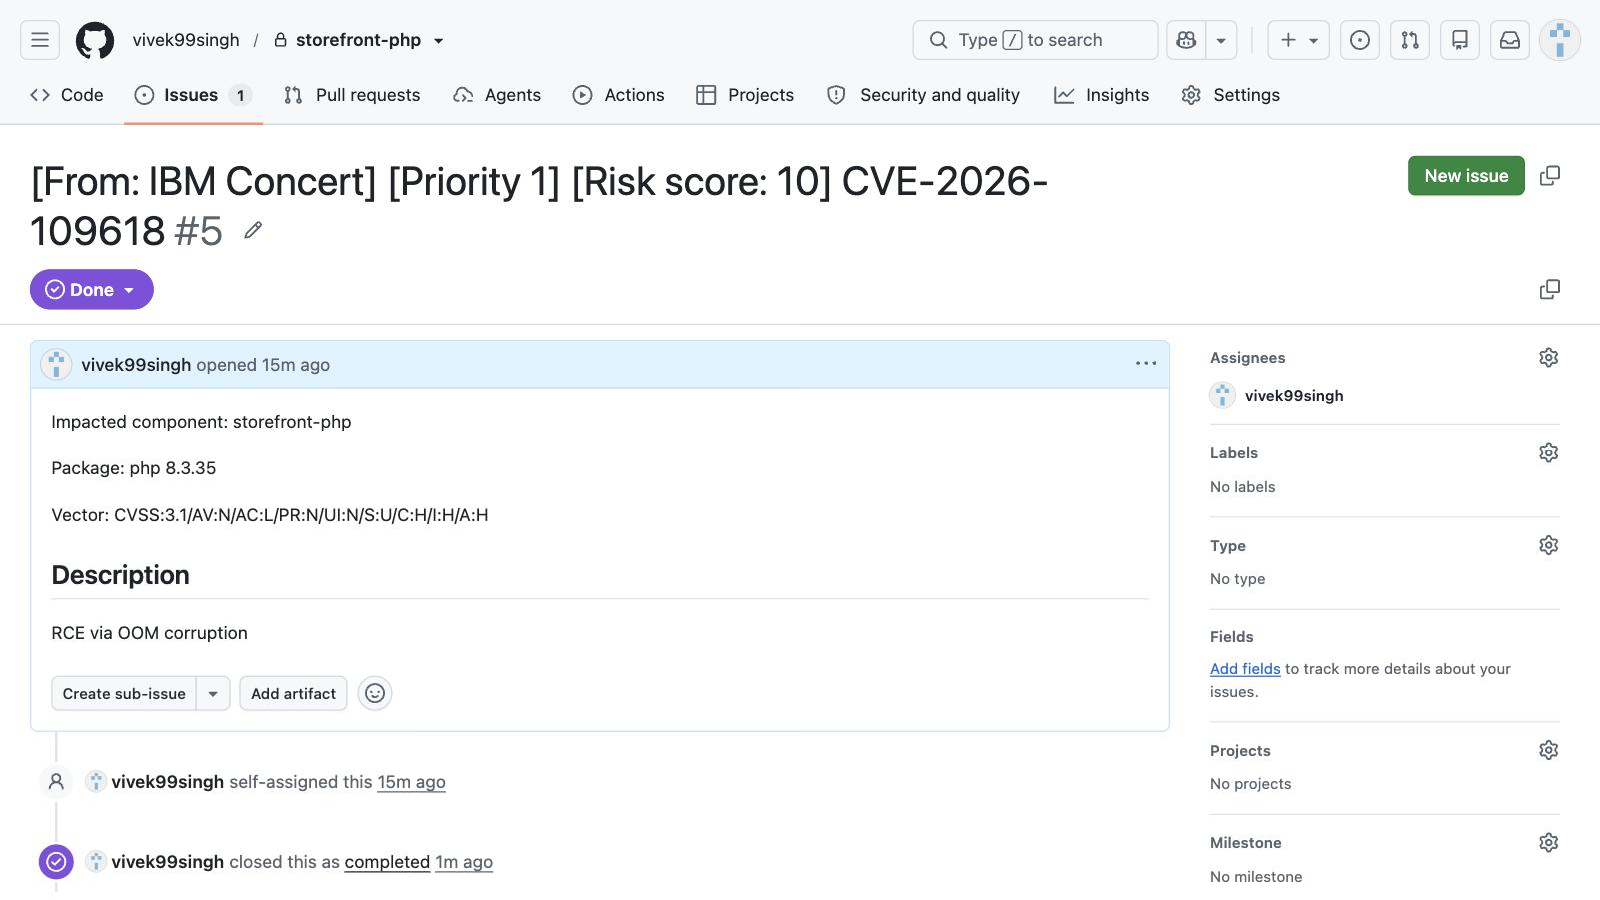 vivek99singh / storefront-php
Type / to search
Code
Issues 1
Pull requests
Agents
Actions
Projects
Security and quality
Insights
Settings
[From: IBM Concert] [Priority 1] [Risk score: 10] CVE-2026-
109618 #5
New issue
Done
vivek99singh opened 15m ago
Impacted component: storefront-php
Package: php 8.3.35
Vector: CVSS:3.1/AV:N/AC:L/PR:N/UI:N/S:U/C:H/I:H/A:H
Description
RCE via OOM corruption
Create sub-issue
Add artifact
vivek99singh self-assigned this 15m ago
vivek99singh closed this as completed 1m ago
Assignees
vivek99singh
Labels
No labels
Type
No type
Fields
Add fields to track more details about your
issues.
Projects
No projects
Milestone
No milestone